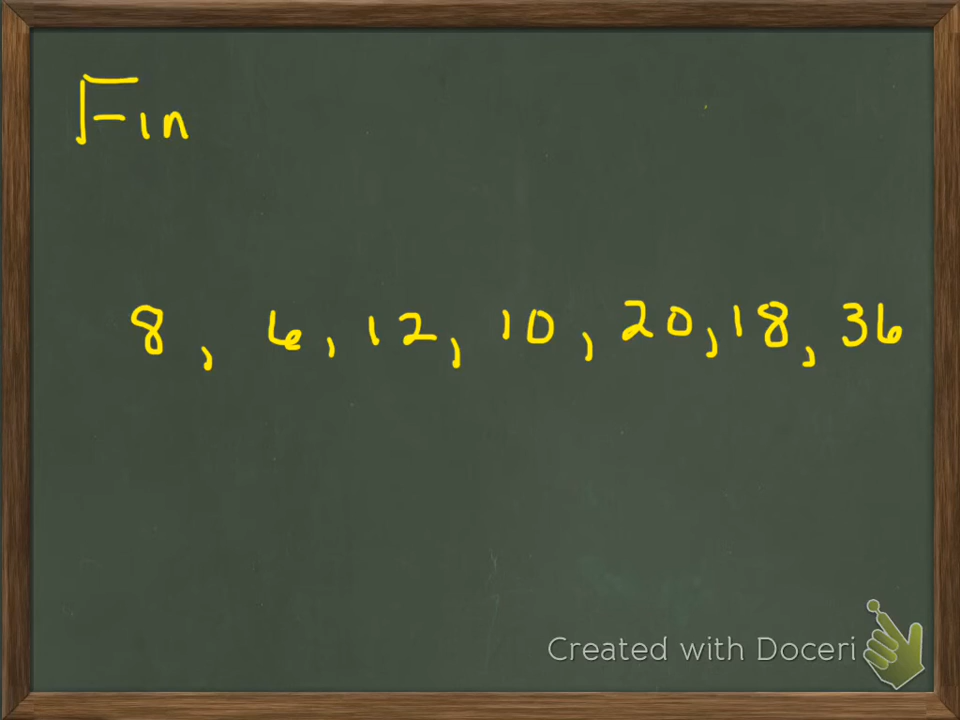 Fin
8, 6, 12, 10, 20, 18, 36
Created with Doceri